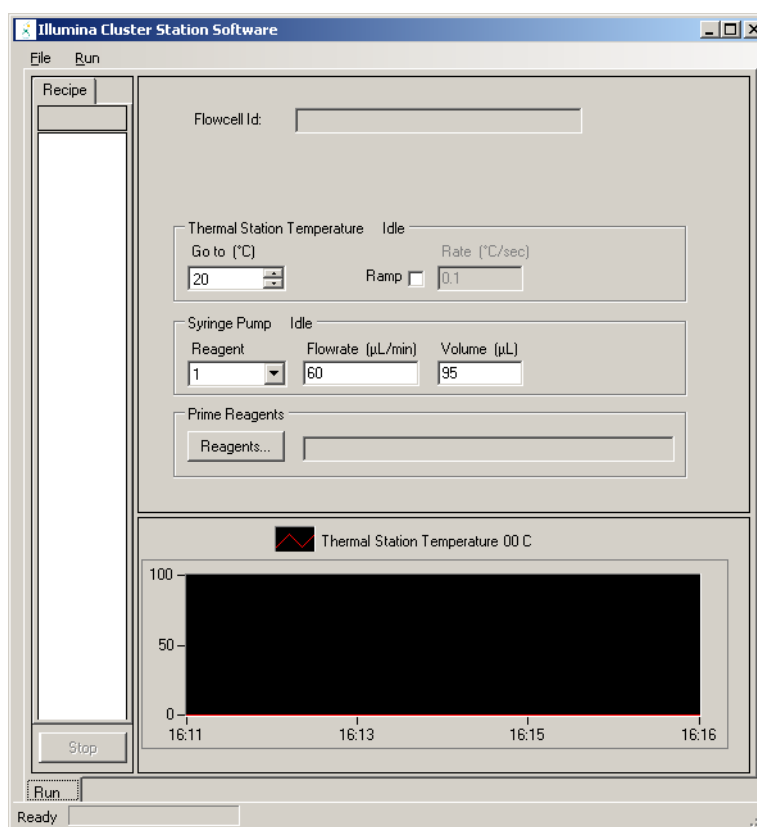 Illumina Cluster Station Software
File Run
Recipe
Flowcell Id:
Thermal Station Temperature Idle
Go to (°C) Rate (°C/sec)
20 Ramp 0.1
Syringe Pump Idle
Reagent Flowrate (µL/min) Volume (µL)
1 60 95
Prime Reagents
Reagents...
Thermal Station Temperature 00 C
100
50
0
16:11 16:13 16:15 16:16
Stop
Run
Ready